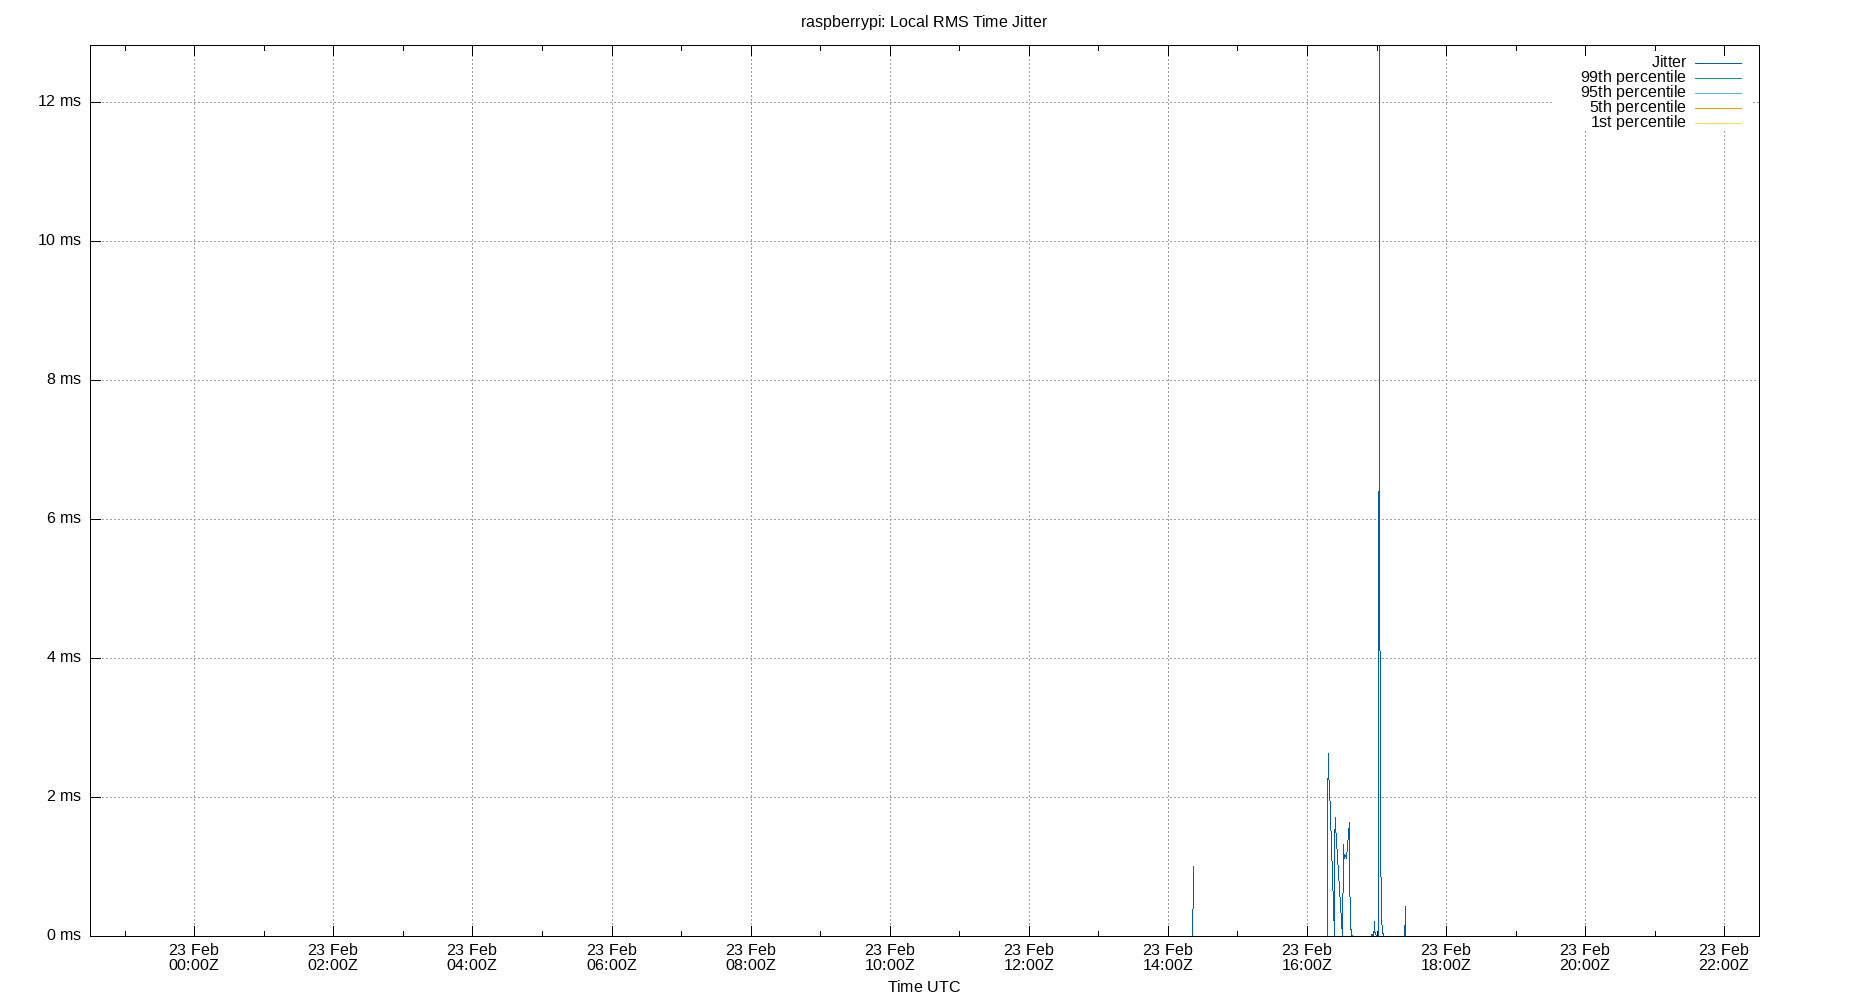 raspberrypi: Local RMS Time Jitter
Jitter
99th percentile
95th percentile
5th percentile
1st percentile
12 ms
10 ms
8 ms
6 ms
4 ms
2 ms
0 ms
23 Feb 23 Feb 23 Feb 23 Feb 23 Feb 23 Feb 23 Feb 23 Feb 23 Feb 23 Feb 23 Feb 23 Feb
00:00Z 02:00Z 04:00Z 06:00Z 08:00Z 10:00Z 12:00Z 14:00Z 16:00Z 18:00Z 20:00Z 22:00Z
Time UTC